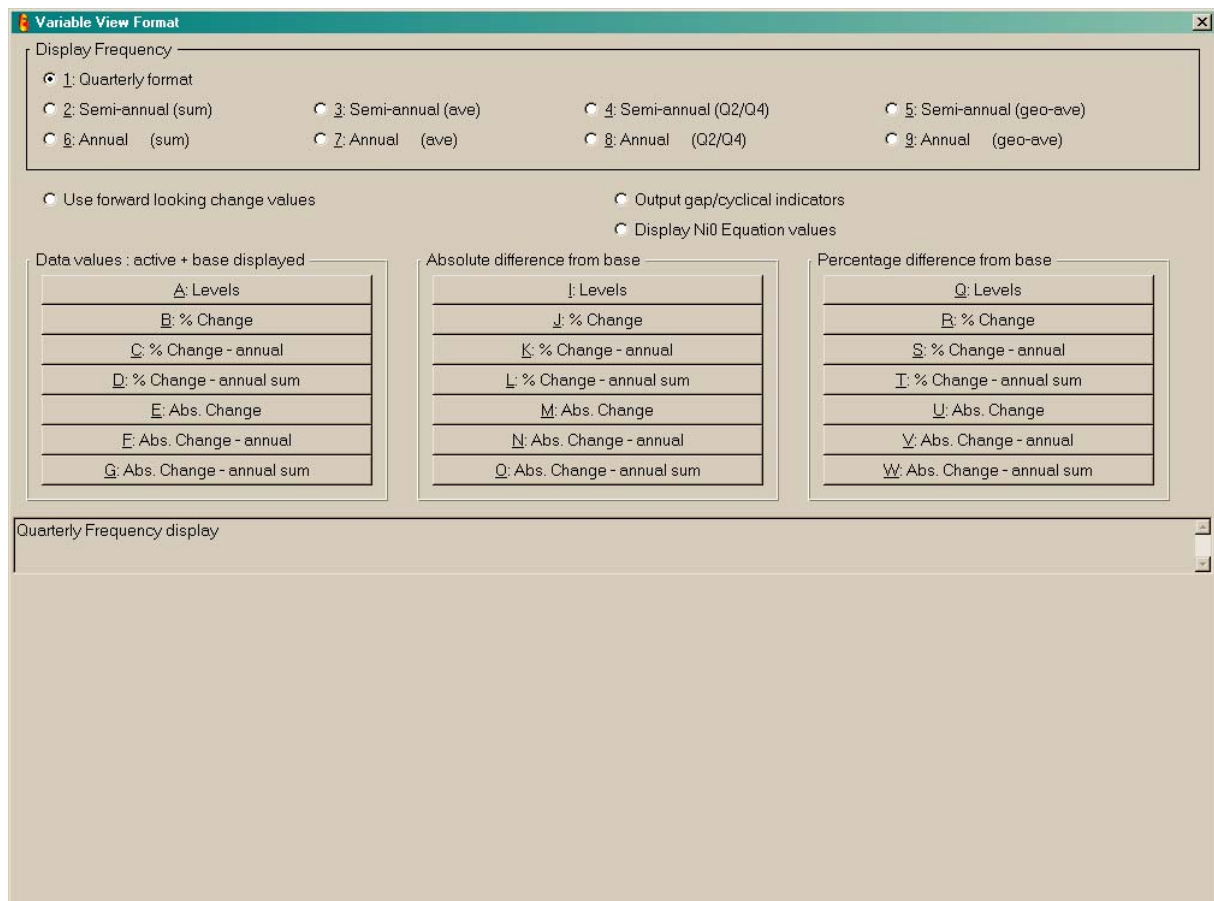 Variable View Format
Display Frequency
1: Quarterly format
2: Semi-annual (sum) 3: Semi-annual (ave) 4: Semi-annual (Q2/Q4) 5: Semi-annual (geo-ave)
6: Annual (sum) 7: Annual (ave) 8: Annual (Q2/Q4) 9: Annual (geo-ave)
Use forward looking change values Output gap/cyclical indicators
Display Ni0 Equation values
Data values : active + base displayed
A: Levels
B: % Change
C: % Change - annual
D: % Change - annual sum
E: Abs. Change
F: Abs. Change - annual
G: Abs. Change - annual sum
Absolute difference from base
I: Levels
J: % Change
K: % Change - annual
L: % Change - annual sum
M: Abs. Change
N: Abs. Change - annual
O: Abs. Change - annual sum
Percentage difference from base
Q: Levels
R: % Change
S: % Change - annual
T: % Change - annual sum
U: Abs. Change
V: Abs. Change - annual
W: Abs. Change - annual sum
Quarterly Frequency display